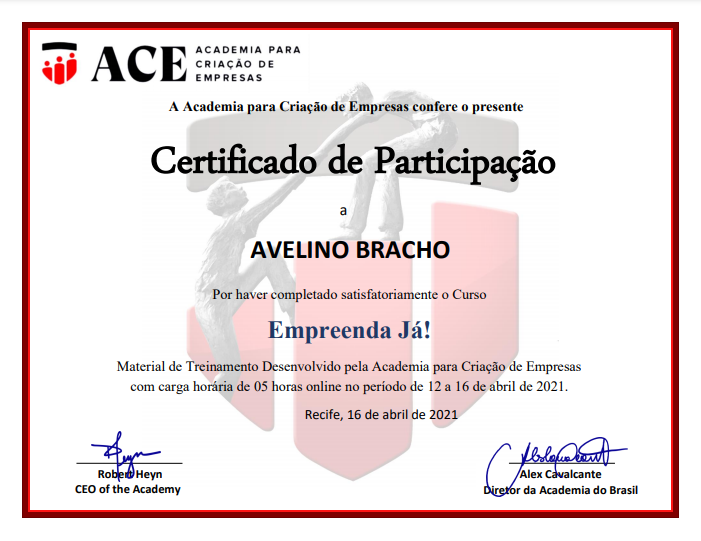 ACE
ACADEMIA PARA
CRIAÇÃO DE
EMPRESAS
A Academia para Criação de Empresas confere o presente
Certificado de Participação
a
AVELINO BRACHO
Por haver completado satisfatoriamente o Curso
Empreenda Já!
Material de Treinamento Desenvolvido pela Academia para Criação de Empresas
com carga horária de 05 horas online no período de 12 a 16 de abril de 2021.
Recife, 16 de abril de 2021
Robert Heyn
CEO of the Academy
Alex Cavalcante
Diretor da Academia do Brasil